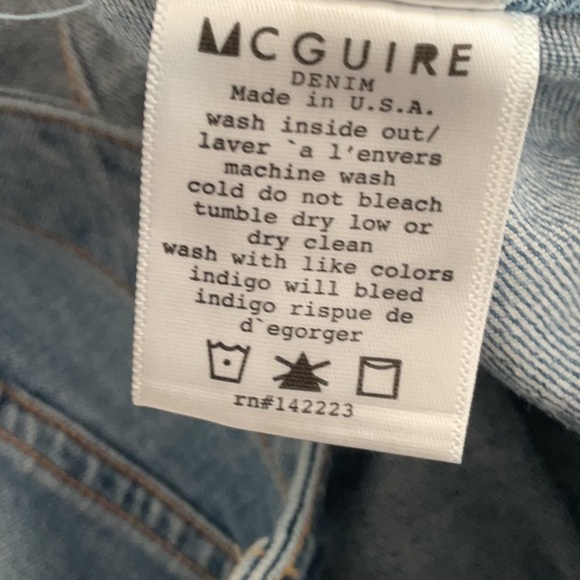 MCGUIRE
DENIM
Made in U.S.A.
wash inside out/
laver `a l'envers
machine wash
cold do not bleach
tumble dry low or
dry clean
wash with like colors
indigo will bleed
indigo rispue de
d`egorger
rn#142223